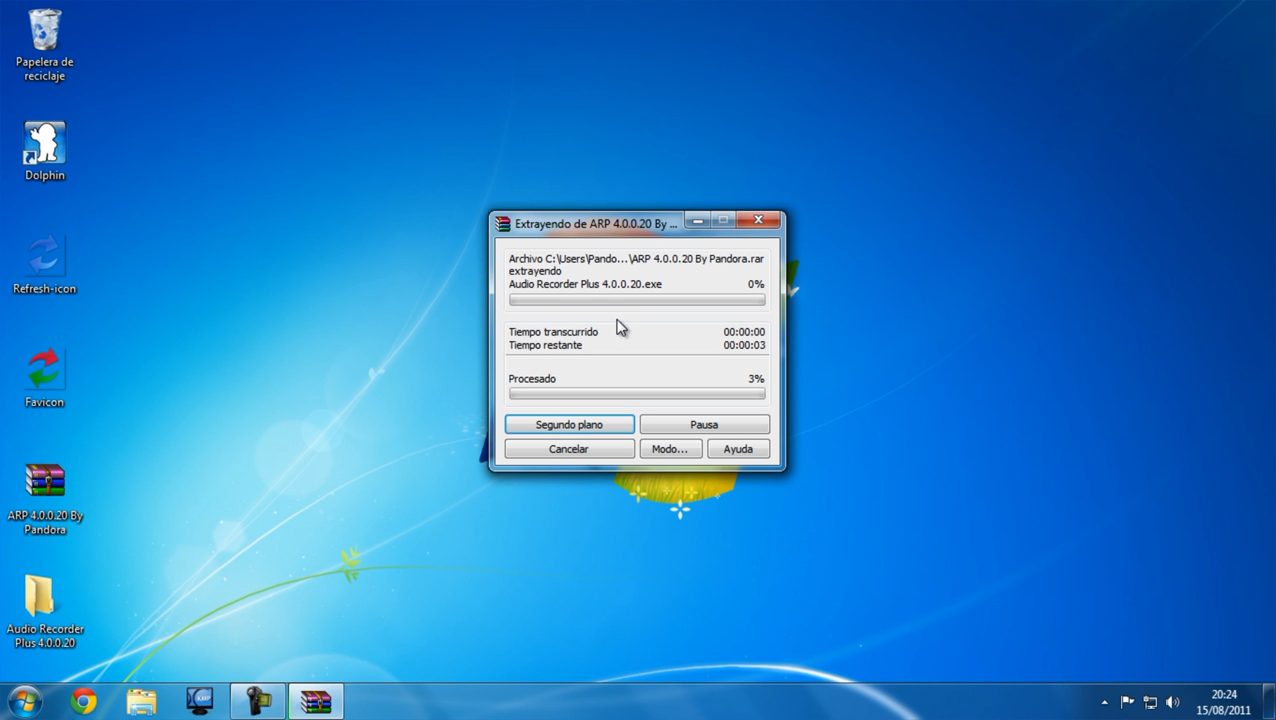 Papelera de
reciclaje
Dolphin
Refresh-icon
Favicon
ARP 4.0.0.20 By
Pandora
Audio Recorder
Plus 4.0.0.20
Extrayendo de ARP 4.0.0.20 By ...
Archivo C:\Users\Pando...\ARP 4.0.0.20 By Pandora.rar
extrayendo
Audio Recorder Plus 4.0.0.20.exe 0%
Tiempo transcurrido 00:00:00
Tiempo restante 00:00:03
Procesado 3%
Segundo plano Pausa
Cancelar Modo... Ayuda
KMP
20:24
15/08/2011